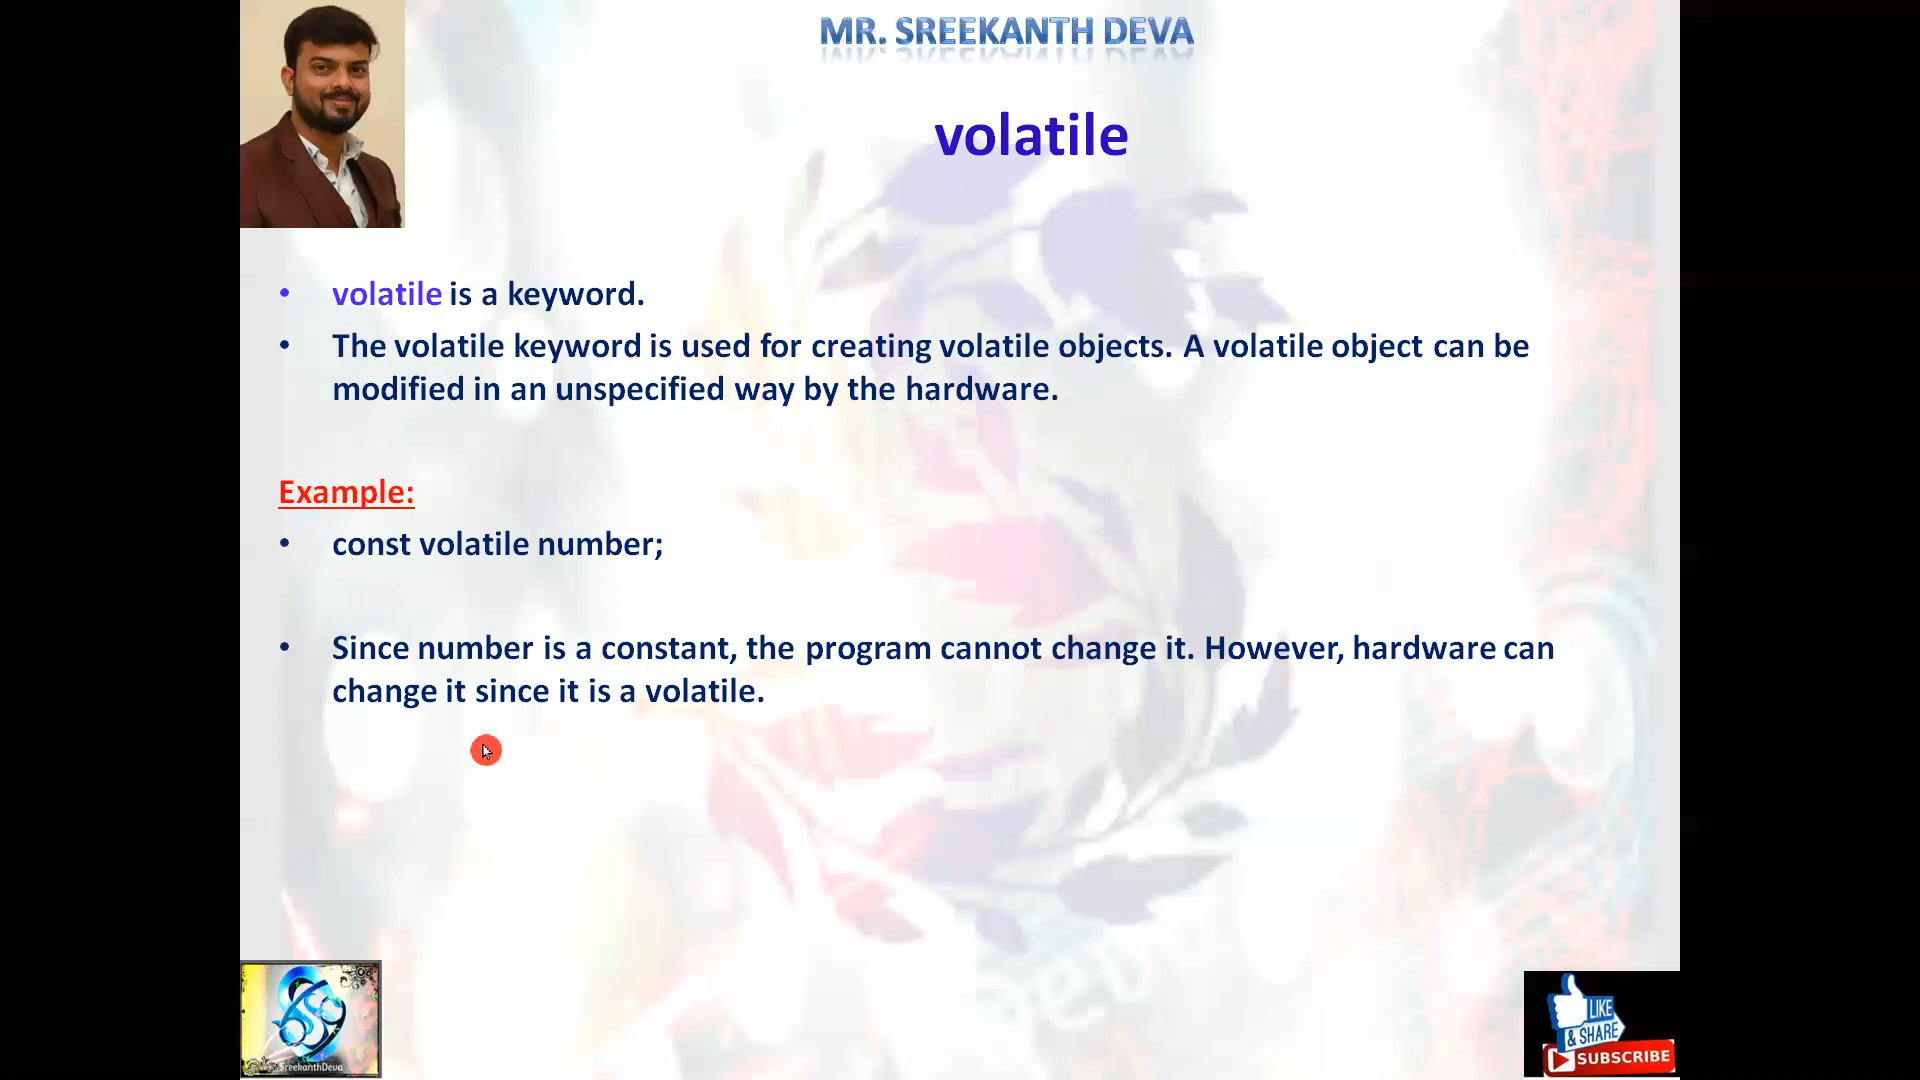 MR. SREEKANTH DEVA
volatile
• volatile is a keyword.
• The volatile keyword is used for creating volatile objects. A volatile object can be
modified in an unspecified way by the hardware.
Example:
• const volatile number;
• Since number is a constant, the program cannot change it. However, hardware can
change it since it is a volatile.
SreekanthDeva
LIKE
& SHARE
SUBSCRIBE